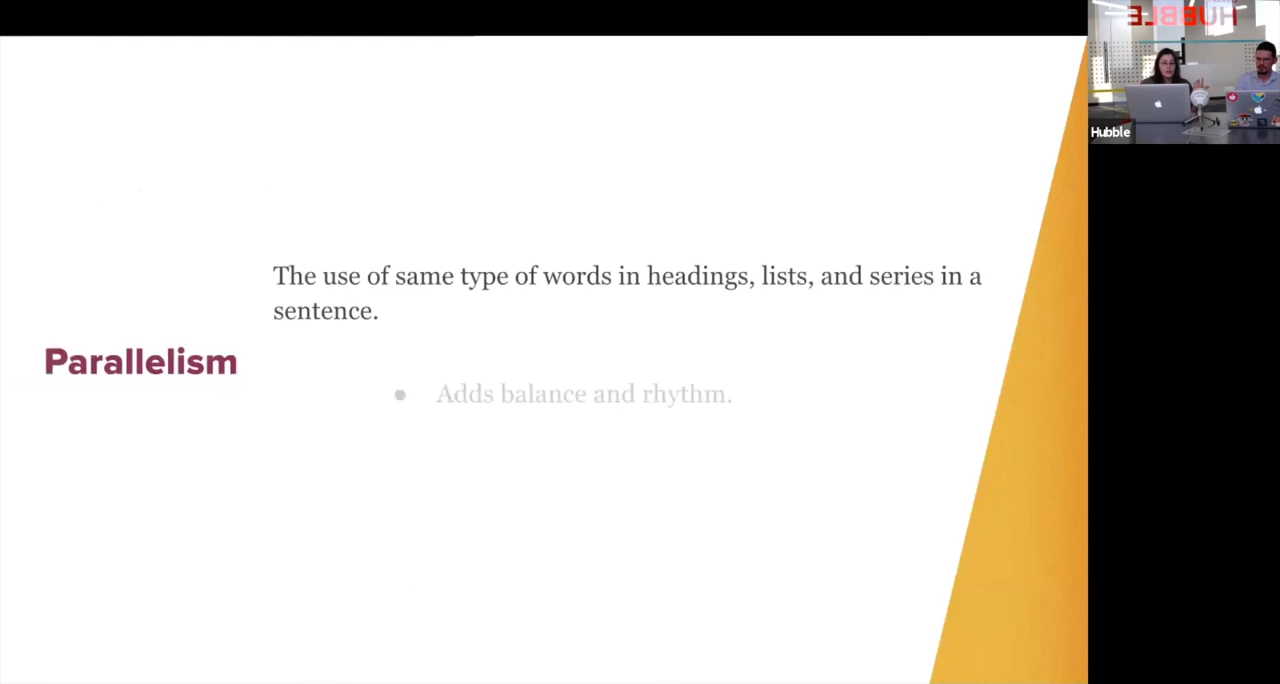 HUBBLE
Hubble
The use of same type of words in headings, lists, and series in a
sentence.
Parallelism
● Adds balance and rhythm.